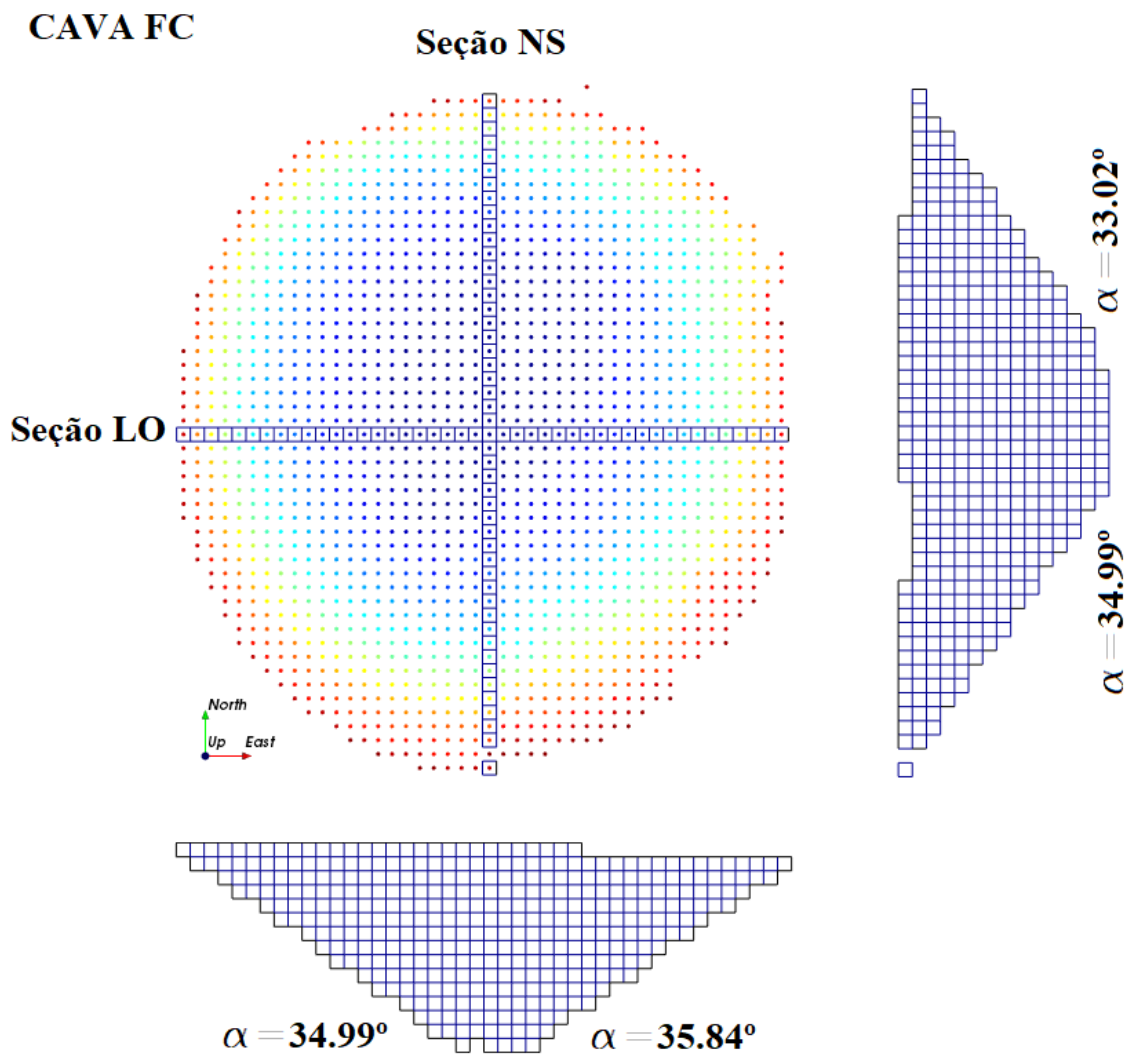 CAVA FC
Seção NS
α = 33.02º
Seção LO
α = 34.99º
North
Up East
α = 34.99º
α = 35.84º